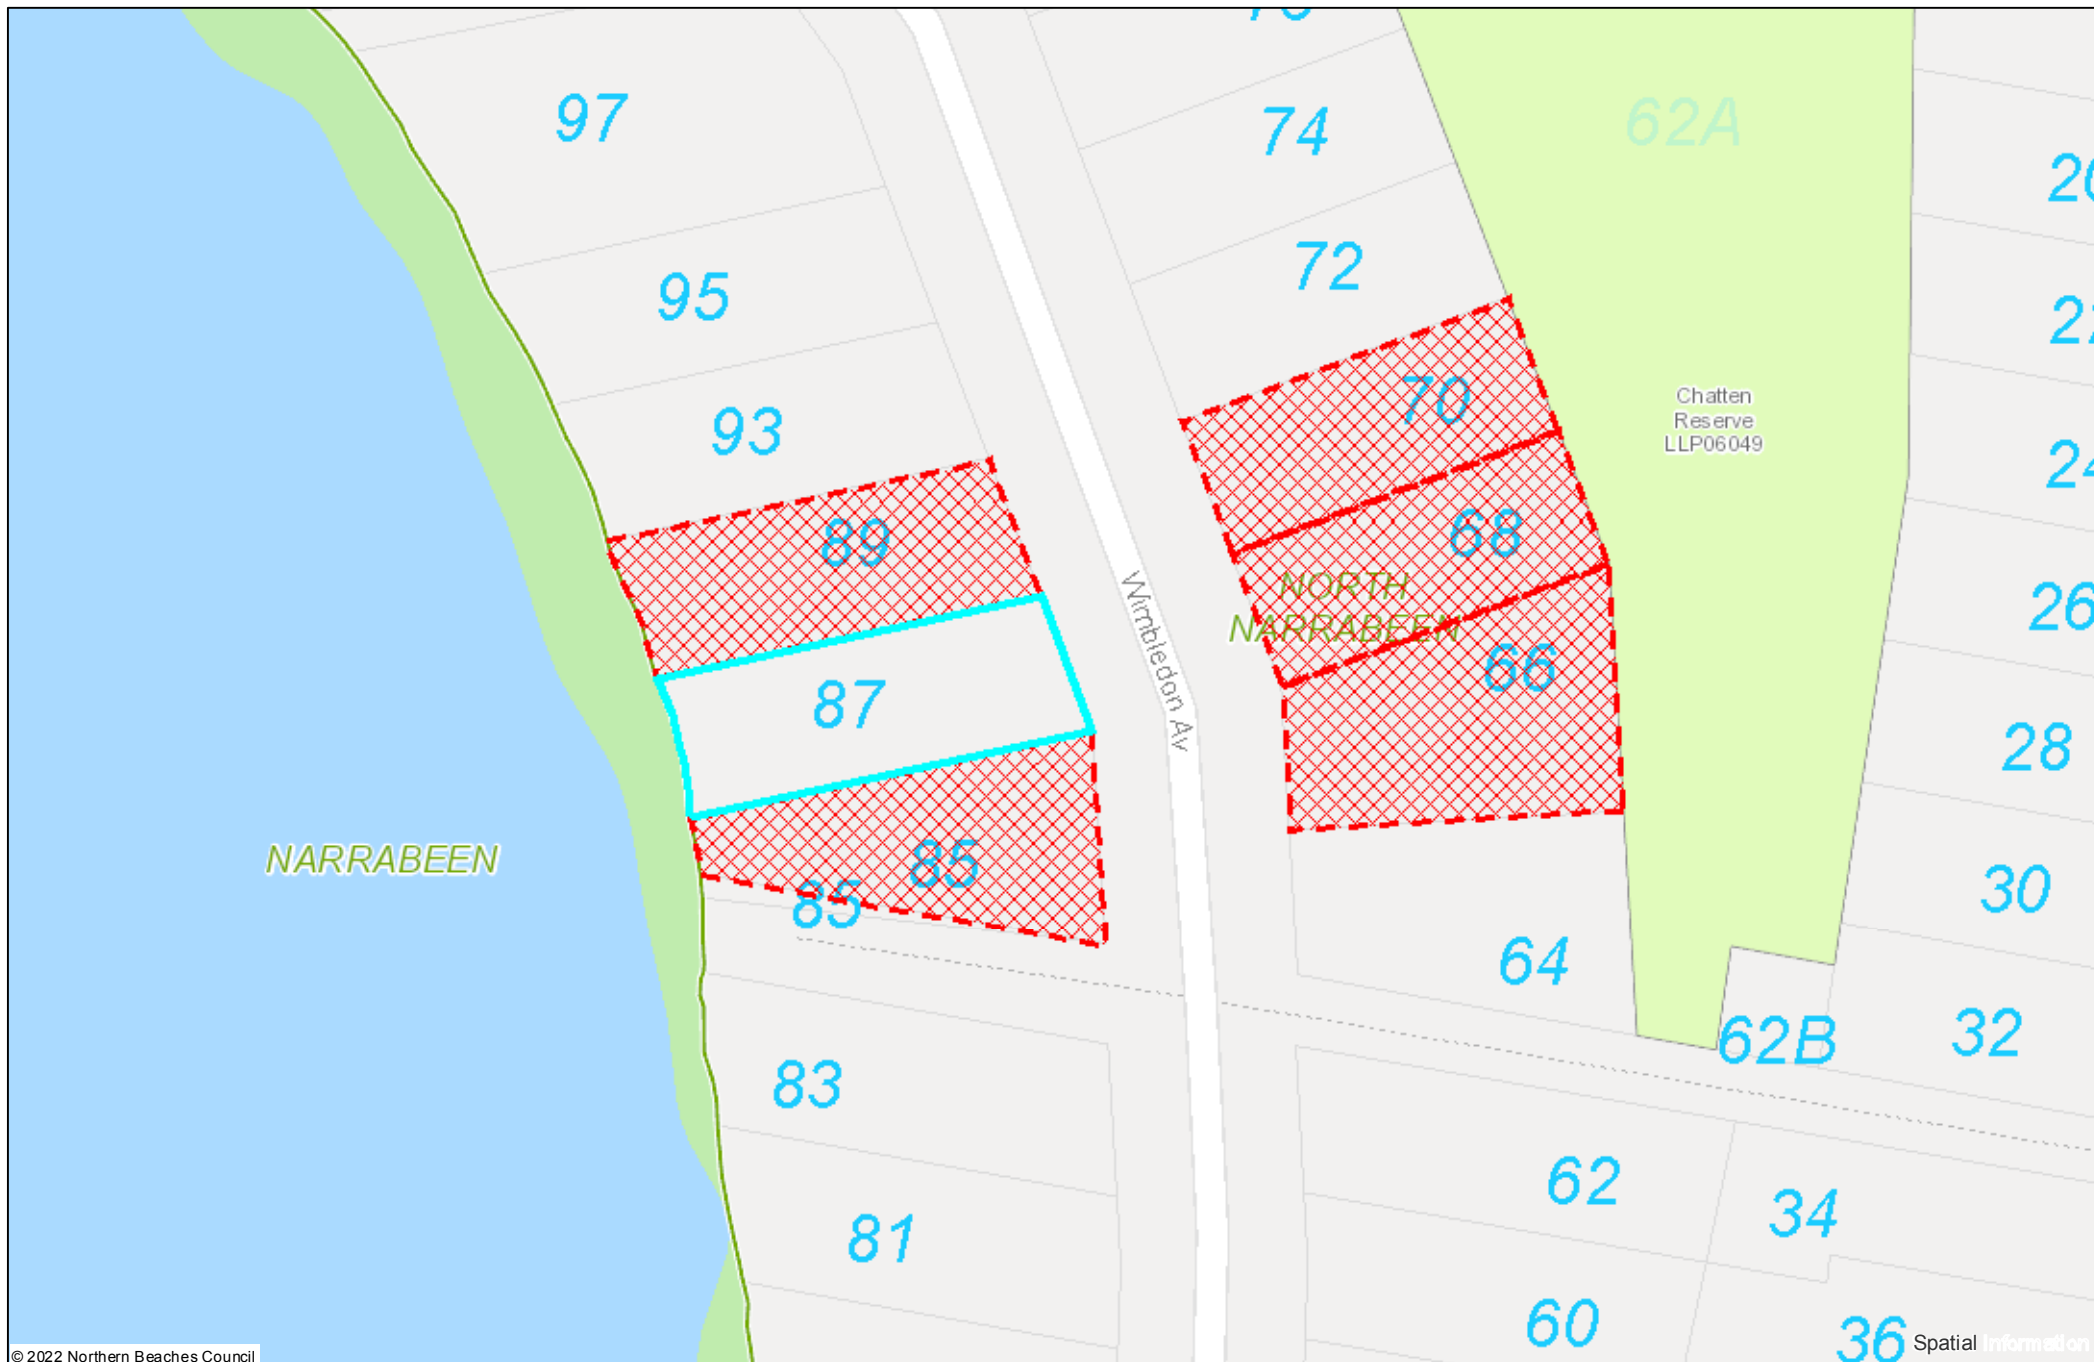 97
74
62A
72
95
Chatten
Reserve
LLP06049
70
93
68
89
NORTH
NARRABEEN
Wimbledon Av
66
26
87
28
NARRABEEN
85
85
30
64
32
62B
83
62
34
81
60
36
Spatial Information
© 2022 Northern Beaches Council